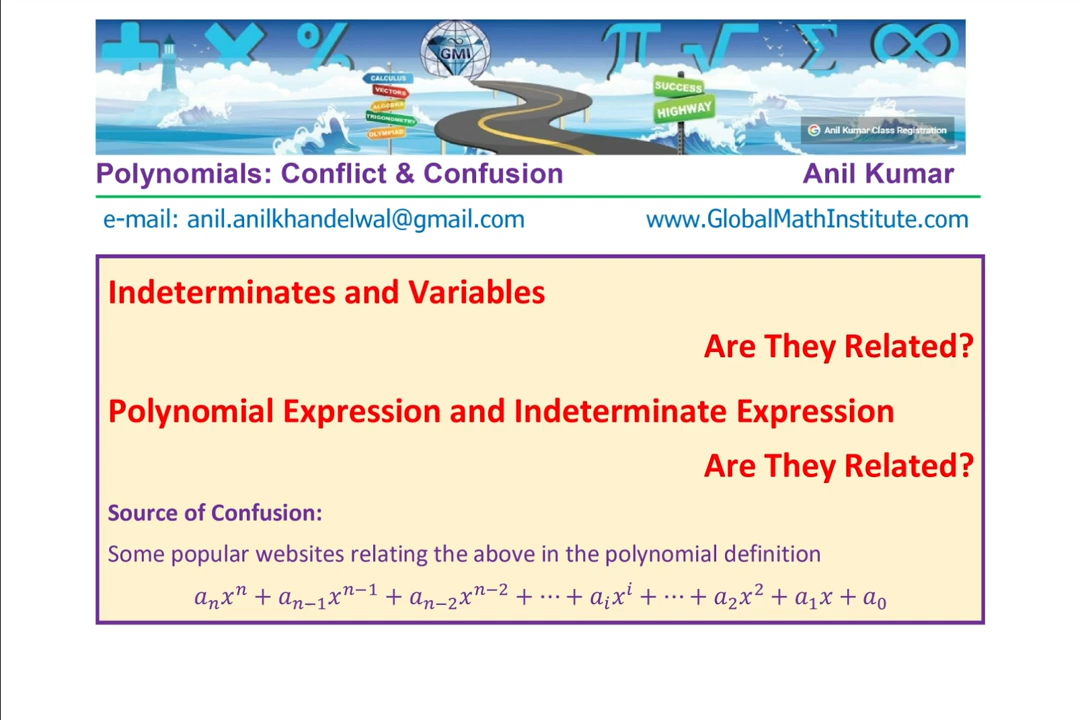 GMI
CALCULUS
VECTORS
ALGEBRA
TRIGONOMETRY
OLYMPIAD
SUCCESS
HIGHWAY
Anil Kumar Class Registration
Polynomials: Conflict & Confusion Anil Kumar
e-mail: anil.anilkhandelwal@gmail.com www.GlobalMathInstitute.com
Indeterminates and Variables
Are They Related?
Polynomial Expression and Indeterminate Expression
Are They Related?
Source of Confusion:
Some popular websites relating the above in the polynomial definition
aₙxⁿ + aₙ₋₁xⁿ⁻¹ + aₙ₋₂xⁿ⁻² + ⋯ + aᵢxⁱ + ⋯ + a₂x² + a₁x + a₀